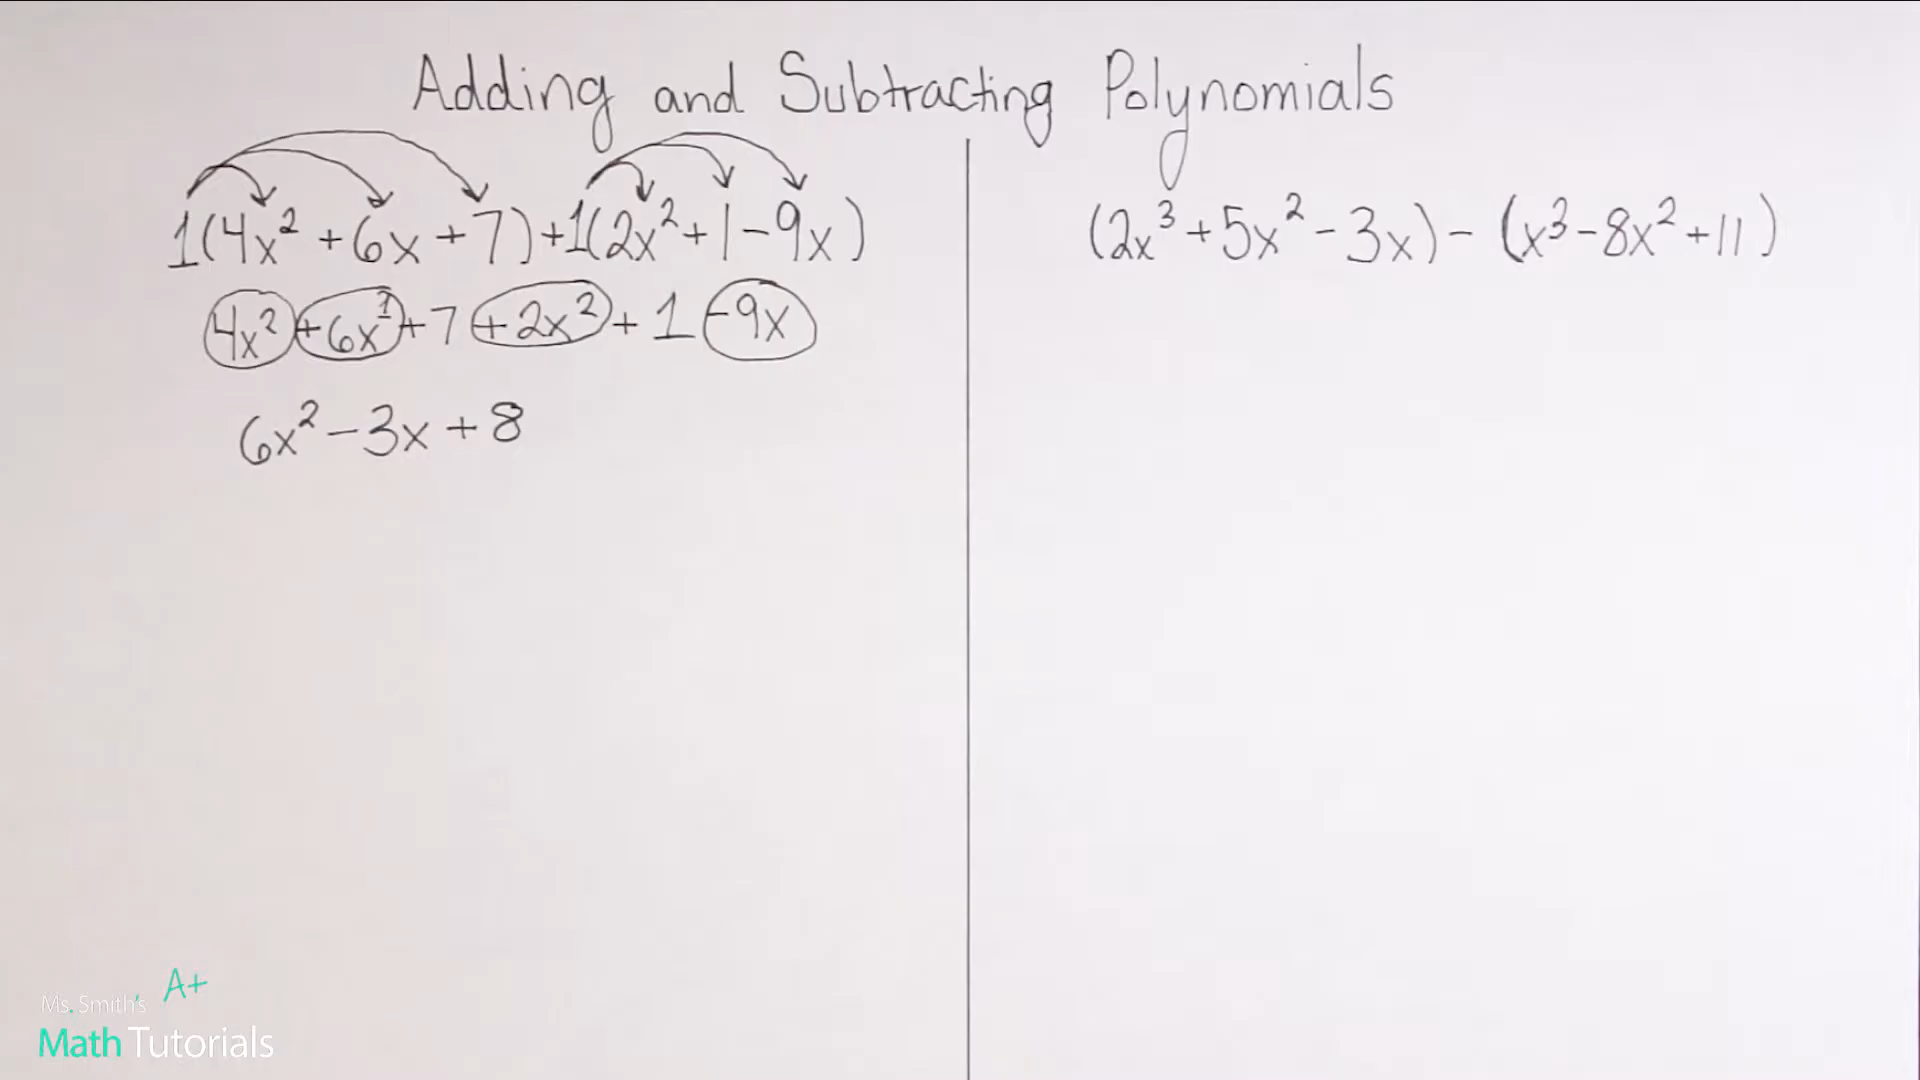 Adding and Subtracting Polynomials
1(4x² + 6x + 7) + 1(2x² + 1 - 9x)
4x² + 6x¹ + 7 + 2x² + 1 - 9x
6x² - 3x + 8
(2x³ + 5x² - 3x) - (x³ - 8x² + 11)
A+
Ms. Smith's
Math Tutorials